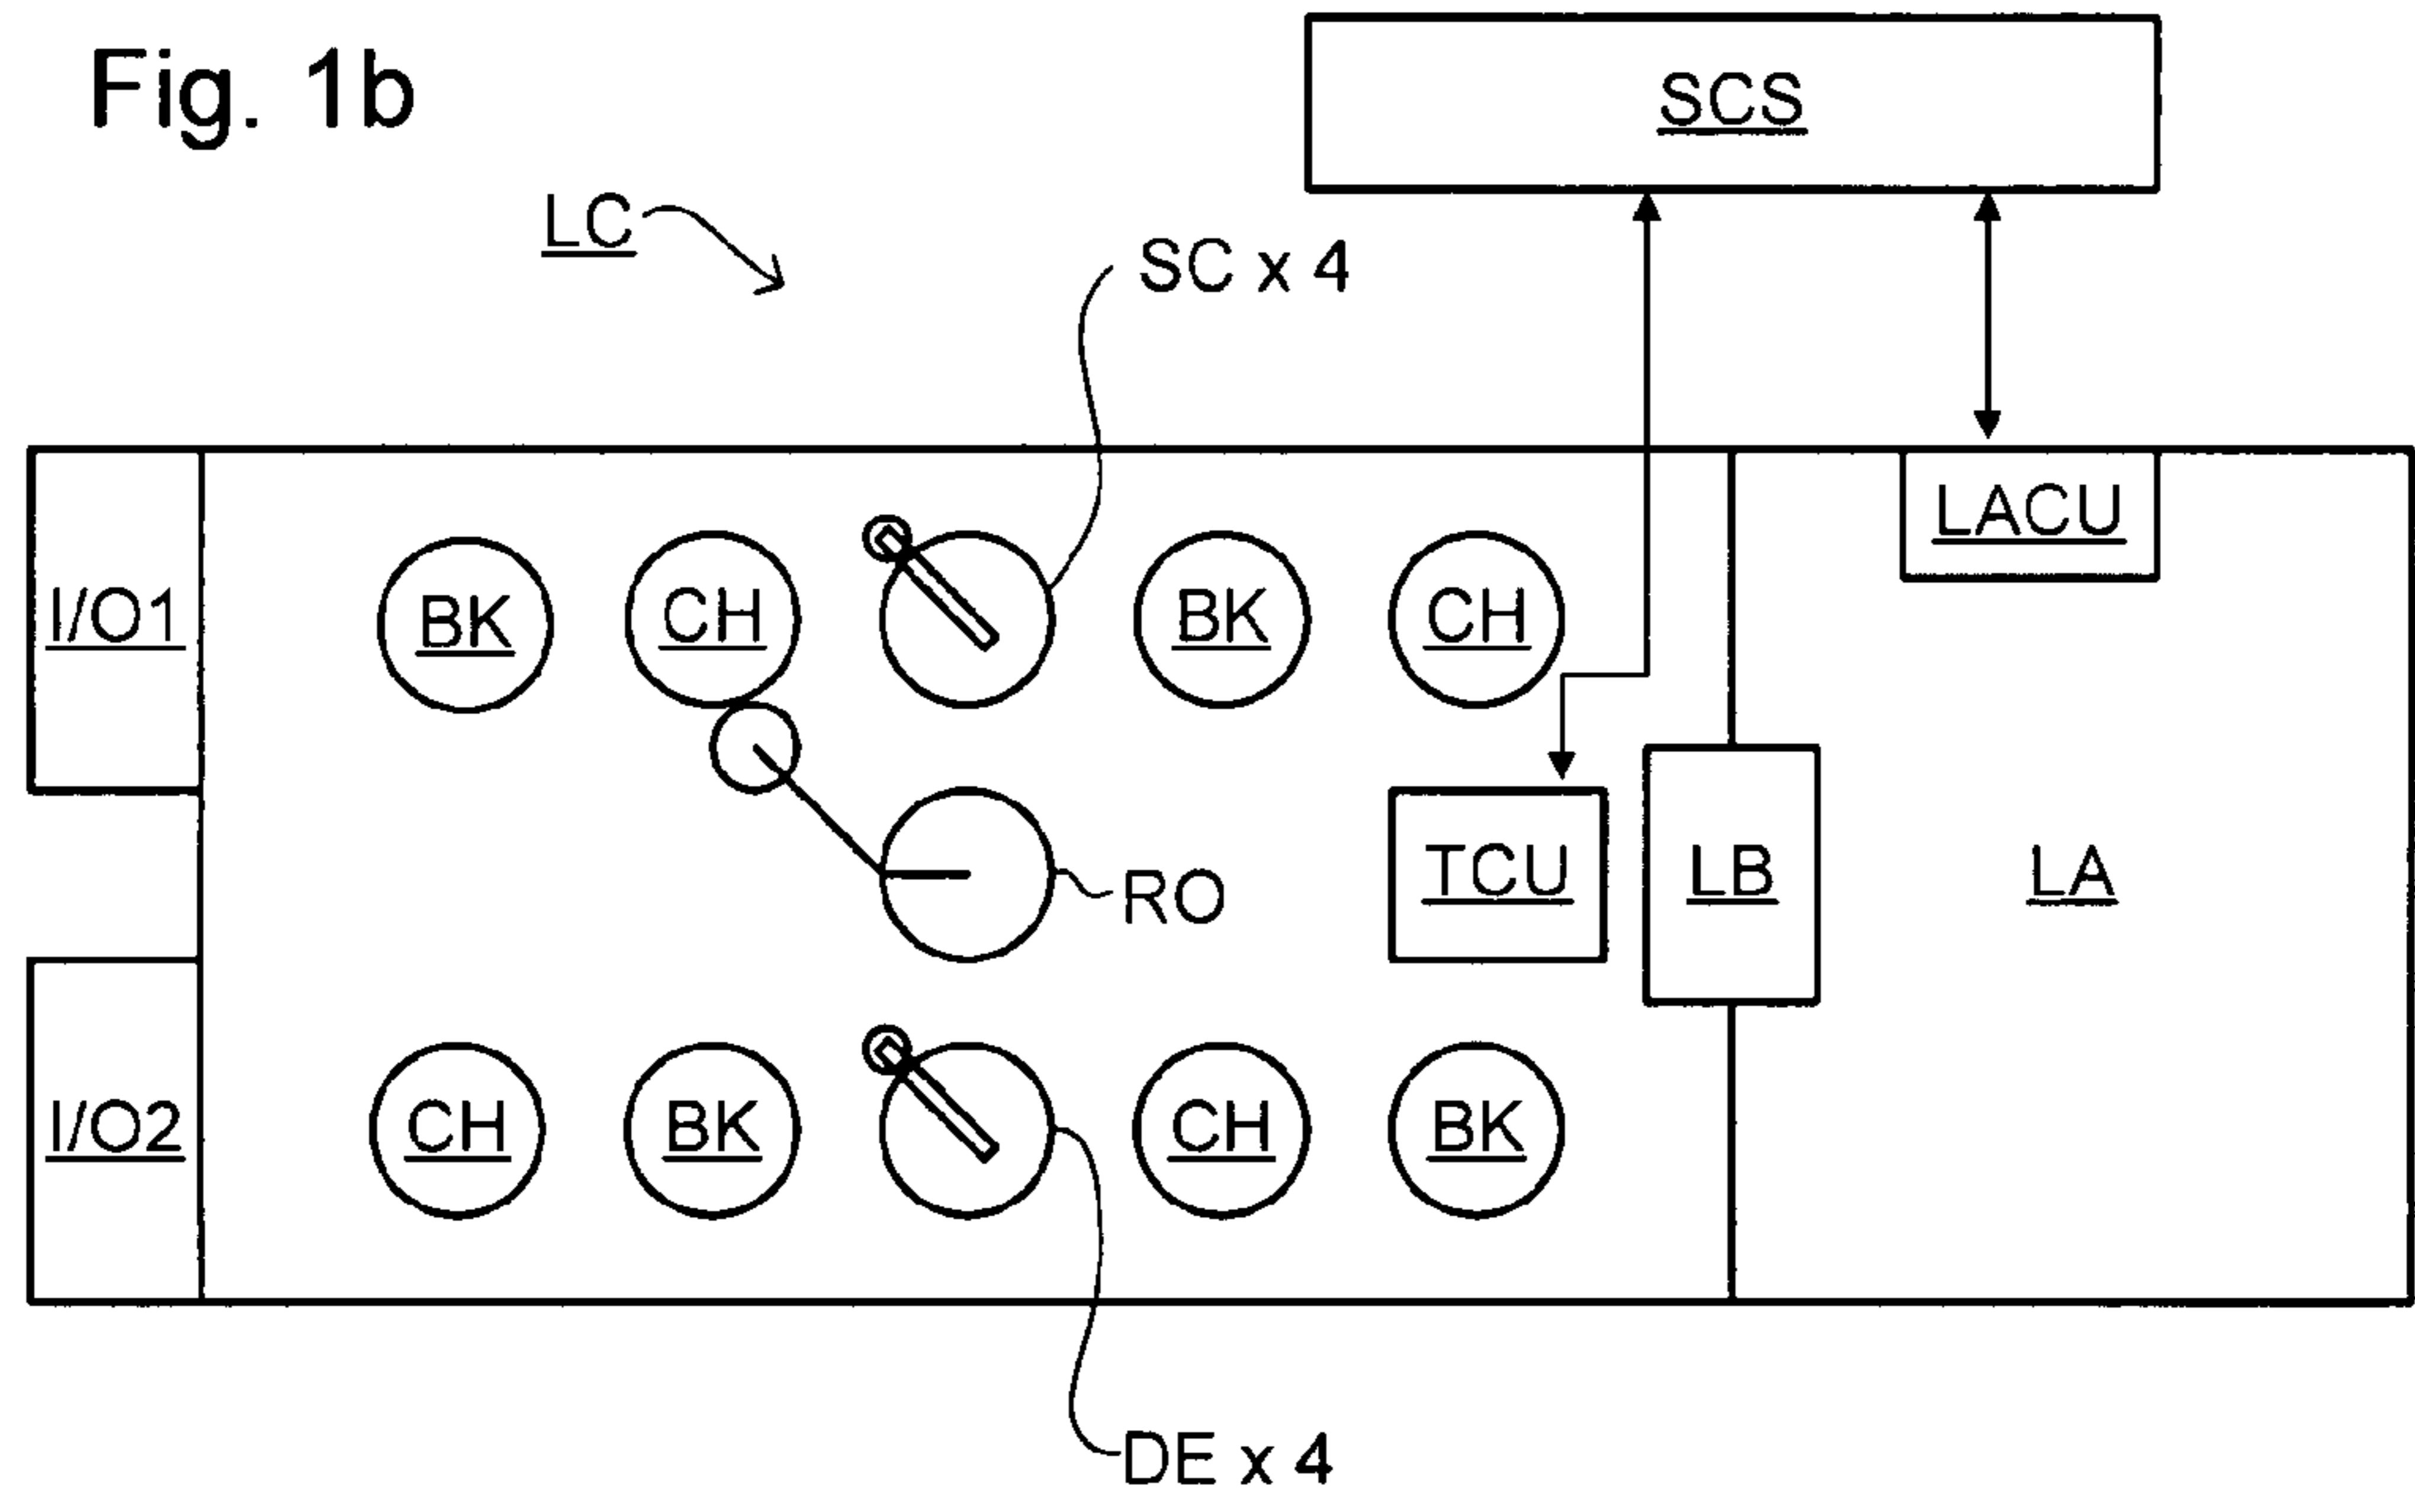 Fig. 1b
SCS
LC
SC x 4
LACU
I/O1
BK
CH
BK
CH
TCU
LB
LA
RO
I/O2
CH
BK
CH
BK
DE x 4